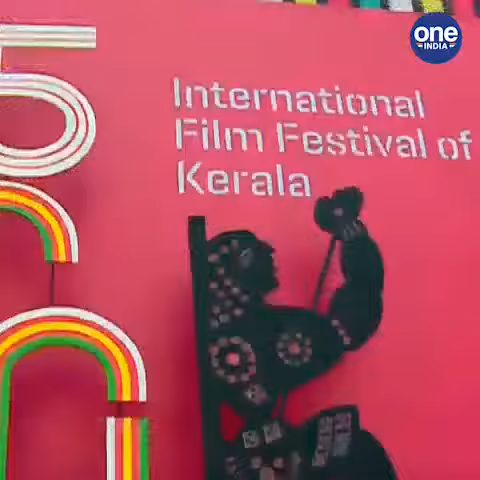 one
INDIA
International
Film Festival of
Kerala